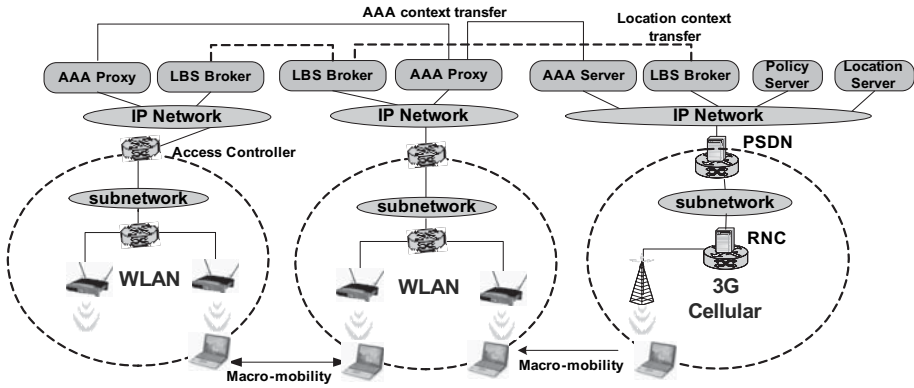 AAA context transfer
Location context
transfer
AAA Proxy
LBS Broker
LBS Broker
AAA Proxy
AAA Server
LBS Broker
Policy
Server
Location
Server
IP Network
IP Network
IP Network
Access Controller
PSDN
subnetwork
subnetwork
subnetwork
RNC
WLAN
WLAN
3G
Cellular
Macro-mobility
Macro-mobility